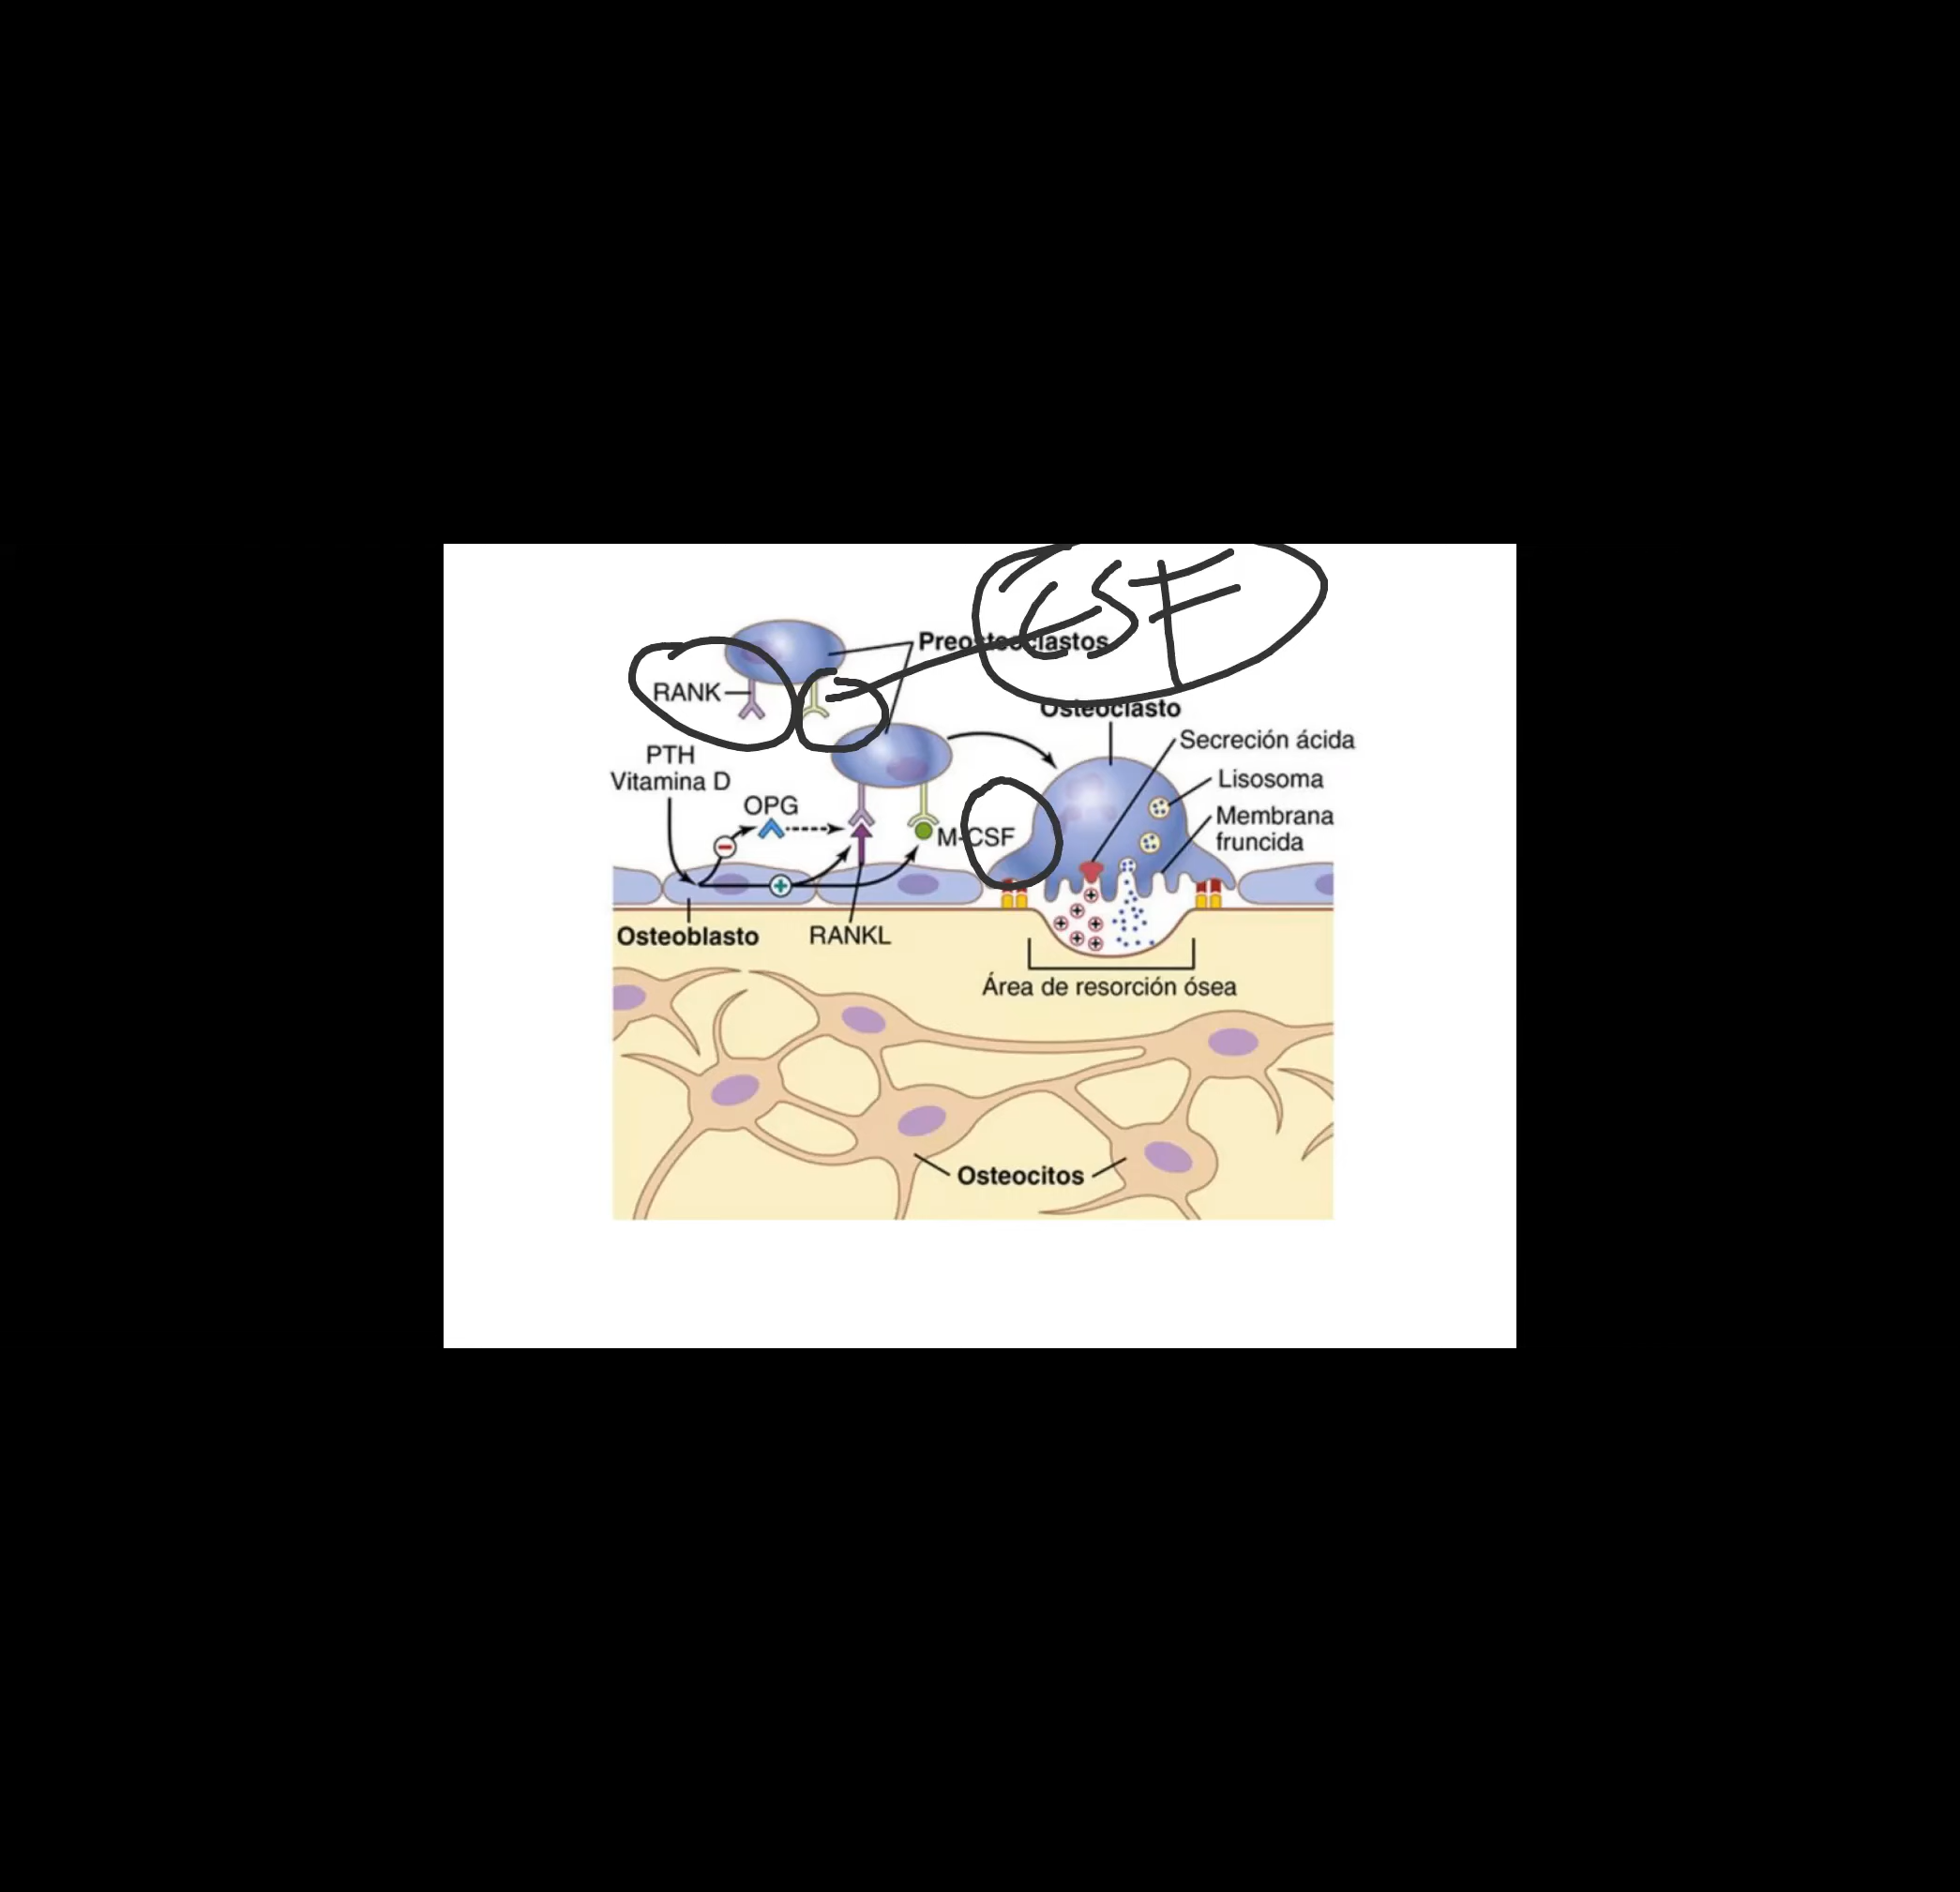 CSF
Preosteoclastos
RANK
Osteoclasto
Secreción ácida
PTH
Vitamina D
Lisosoma
OPG
Membrana
fruncida
M-CSF
Osteoblasto
RANKL
Área de resorción ósea
Osteocitos